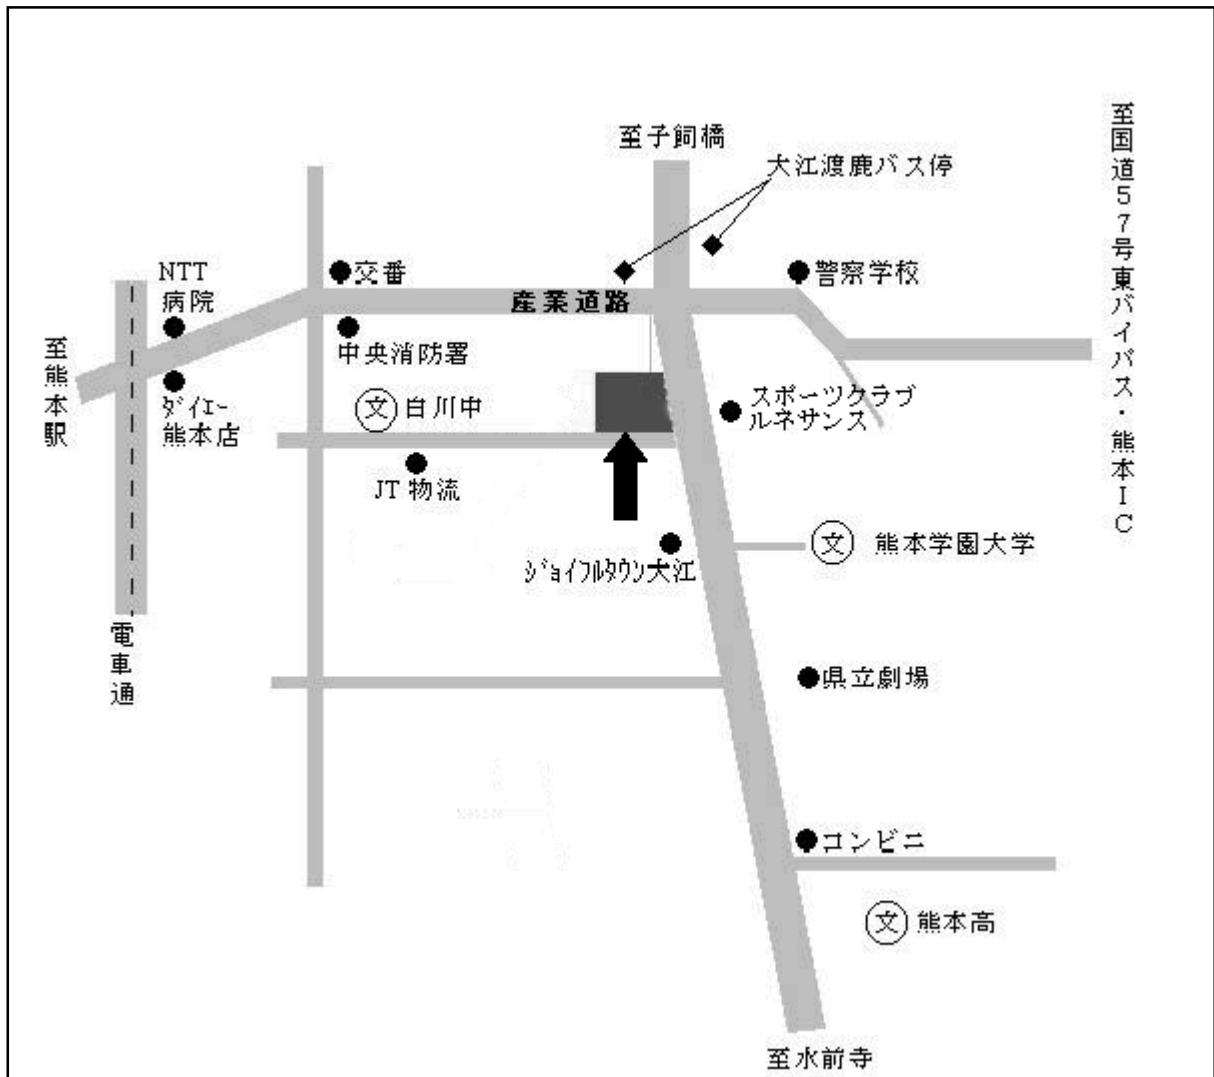 至子飼橋
大江渡鹿バス停
至国道57号東バイパス・熊本IC
NTT
病院
交番
産業道路
警察学校
至熊本駅
中央消防署
ﾀﾞｲｴｰ
熊本店
文 白川中
スポーツクラブ
ルネサンス
JT 物流
文 熊本学園大学
ｼﾞｮｲﾌﾙﾀｳﾝ大江
電車通
県立劇場
コンビニ
文 熊本高
至水前寺